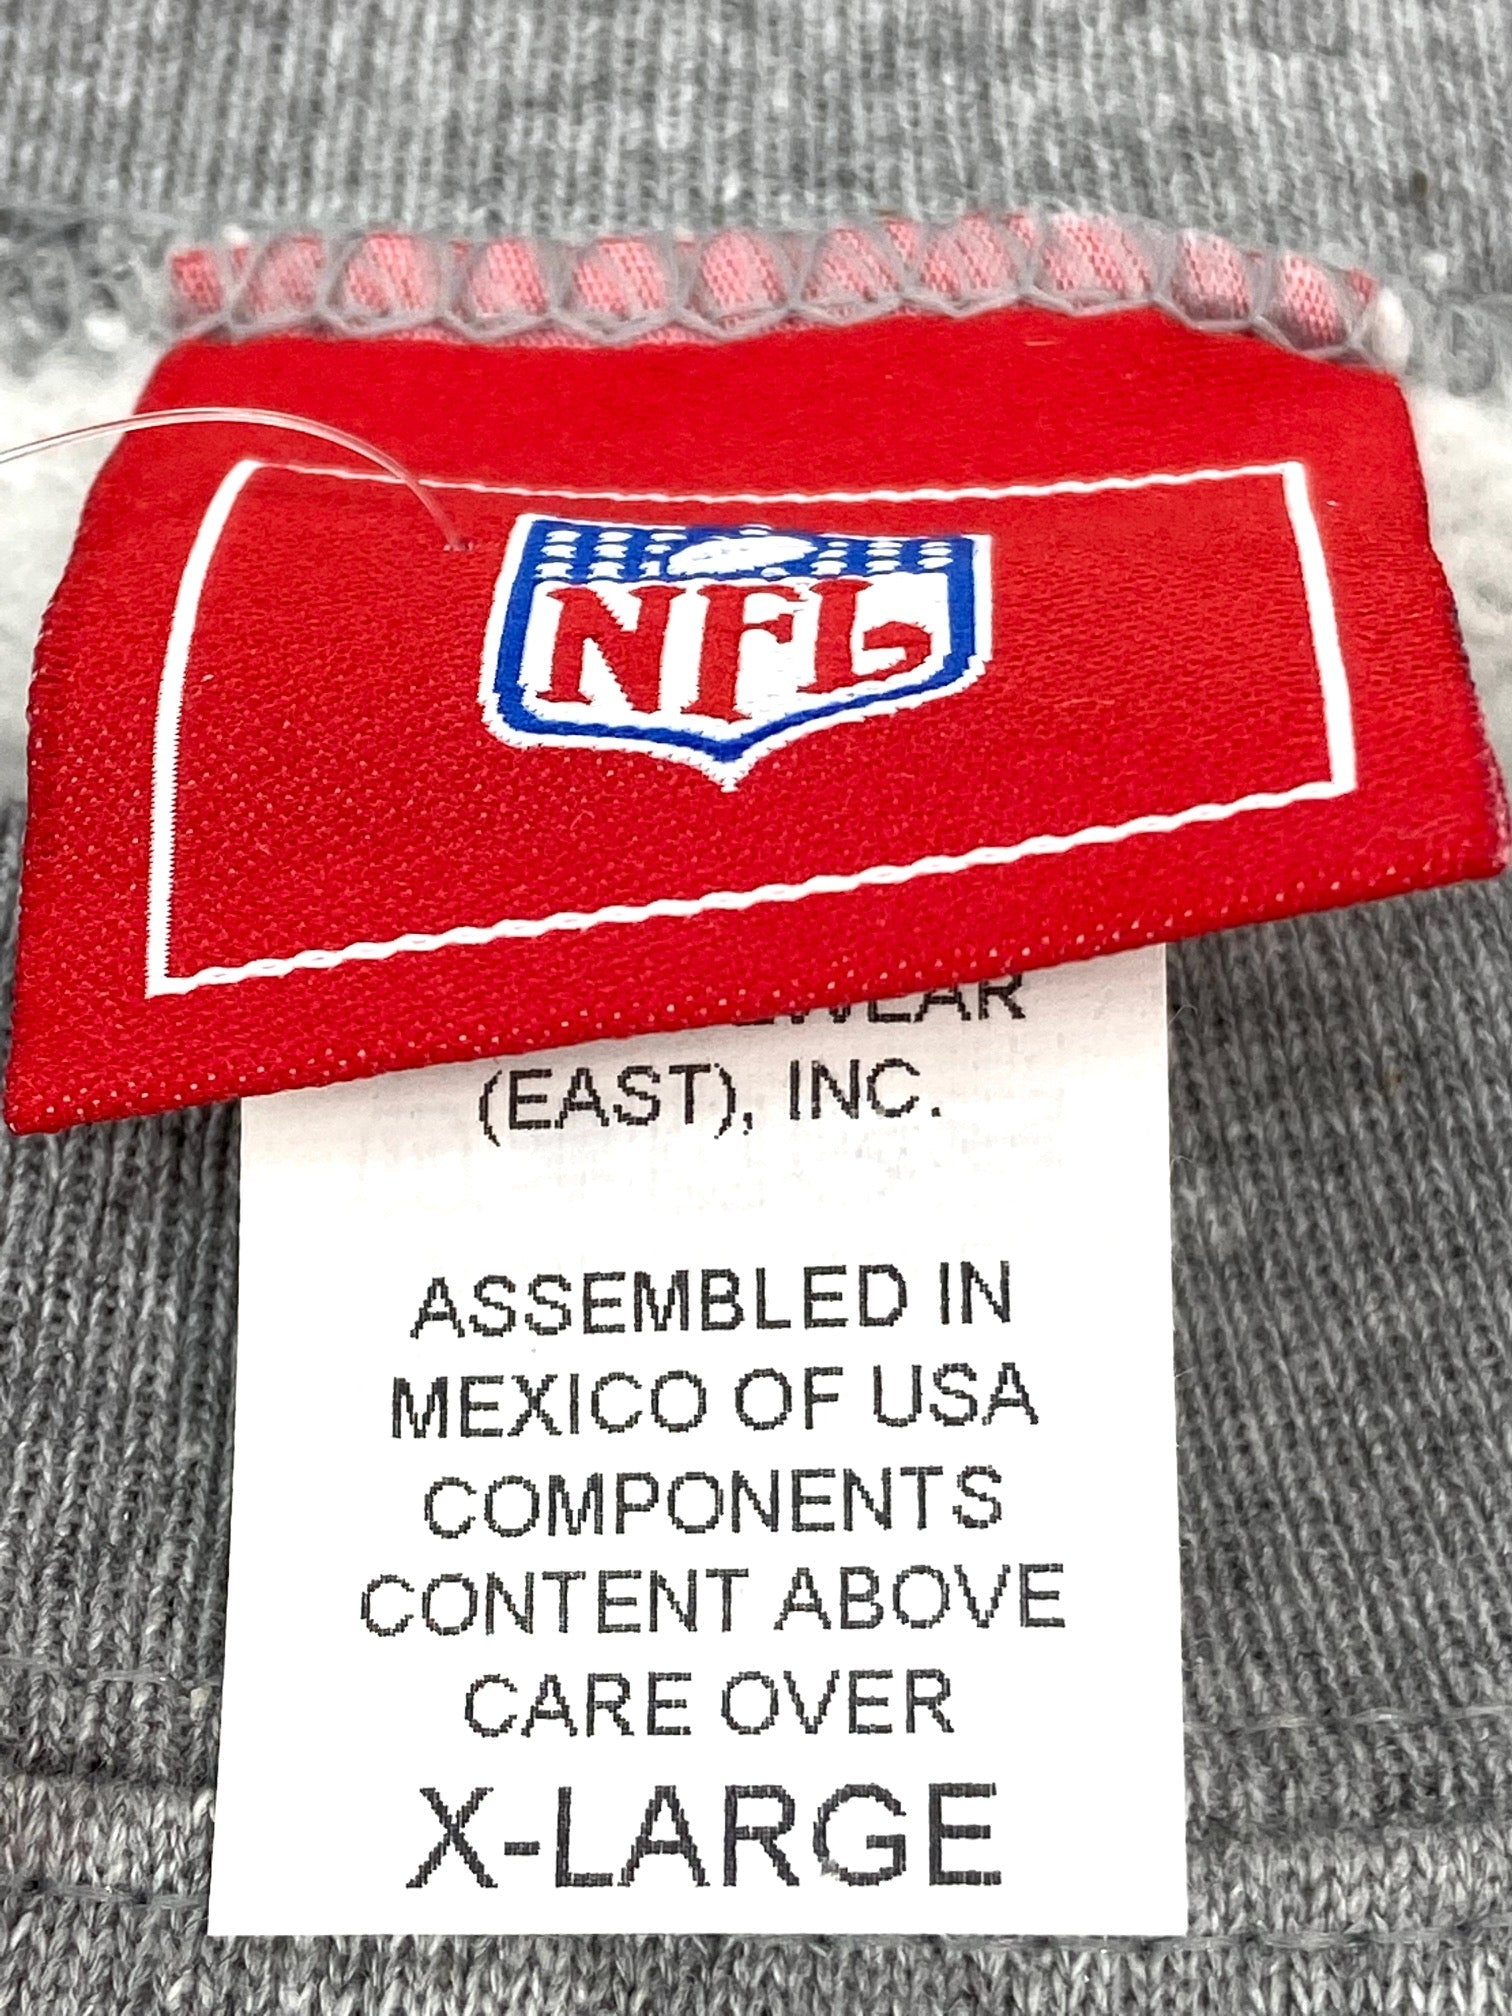 NFL
(EAST), INC.
ASSEMBLED IN
MEXICO OF USA
COMPONENTS
CONTENT ABOVE
CARE OVER
X-LARGE